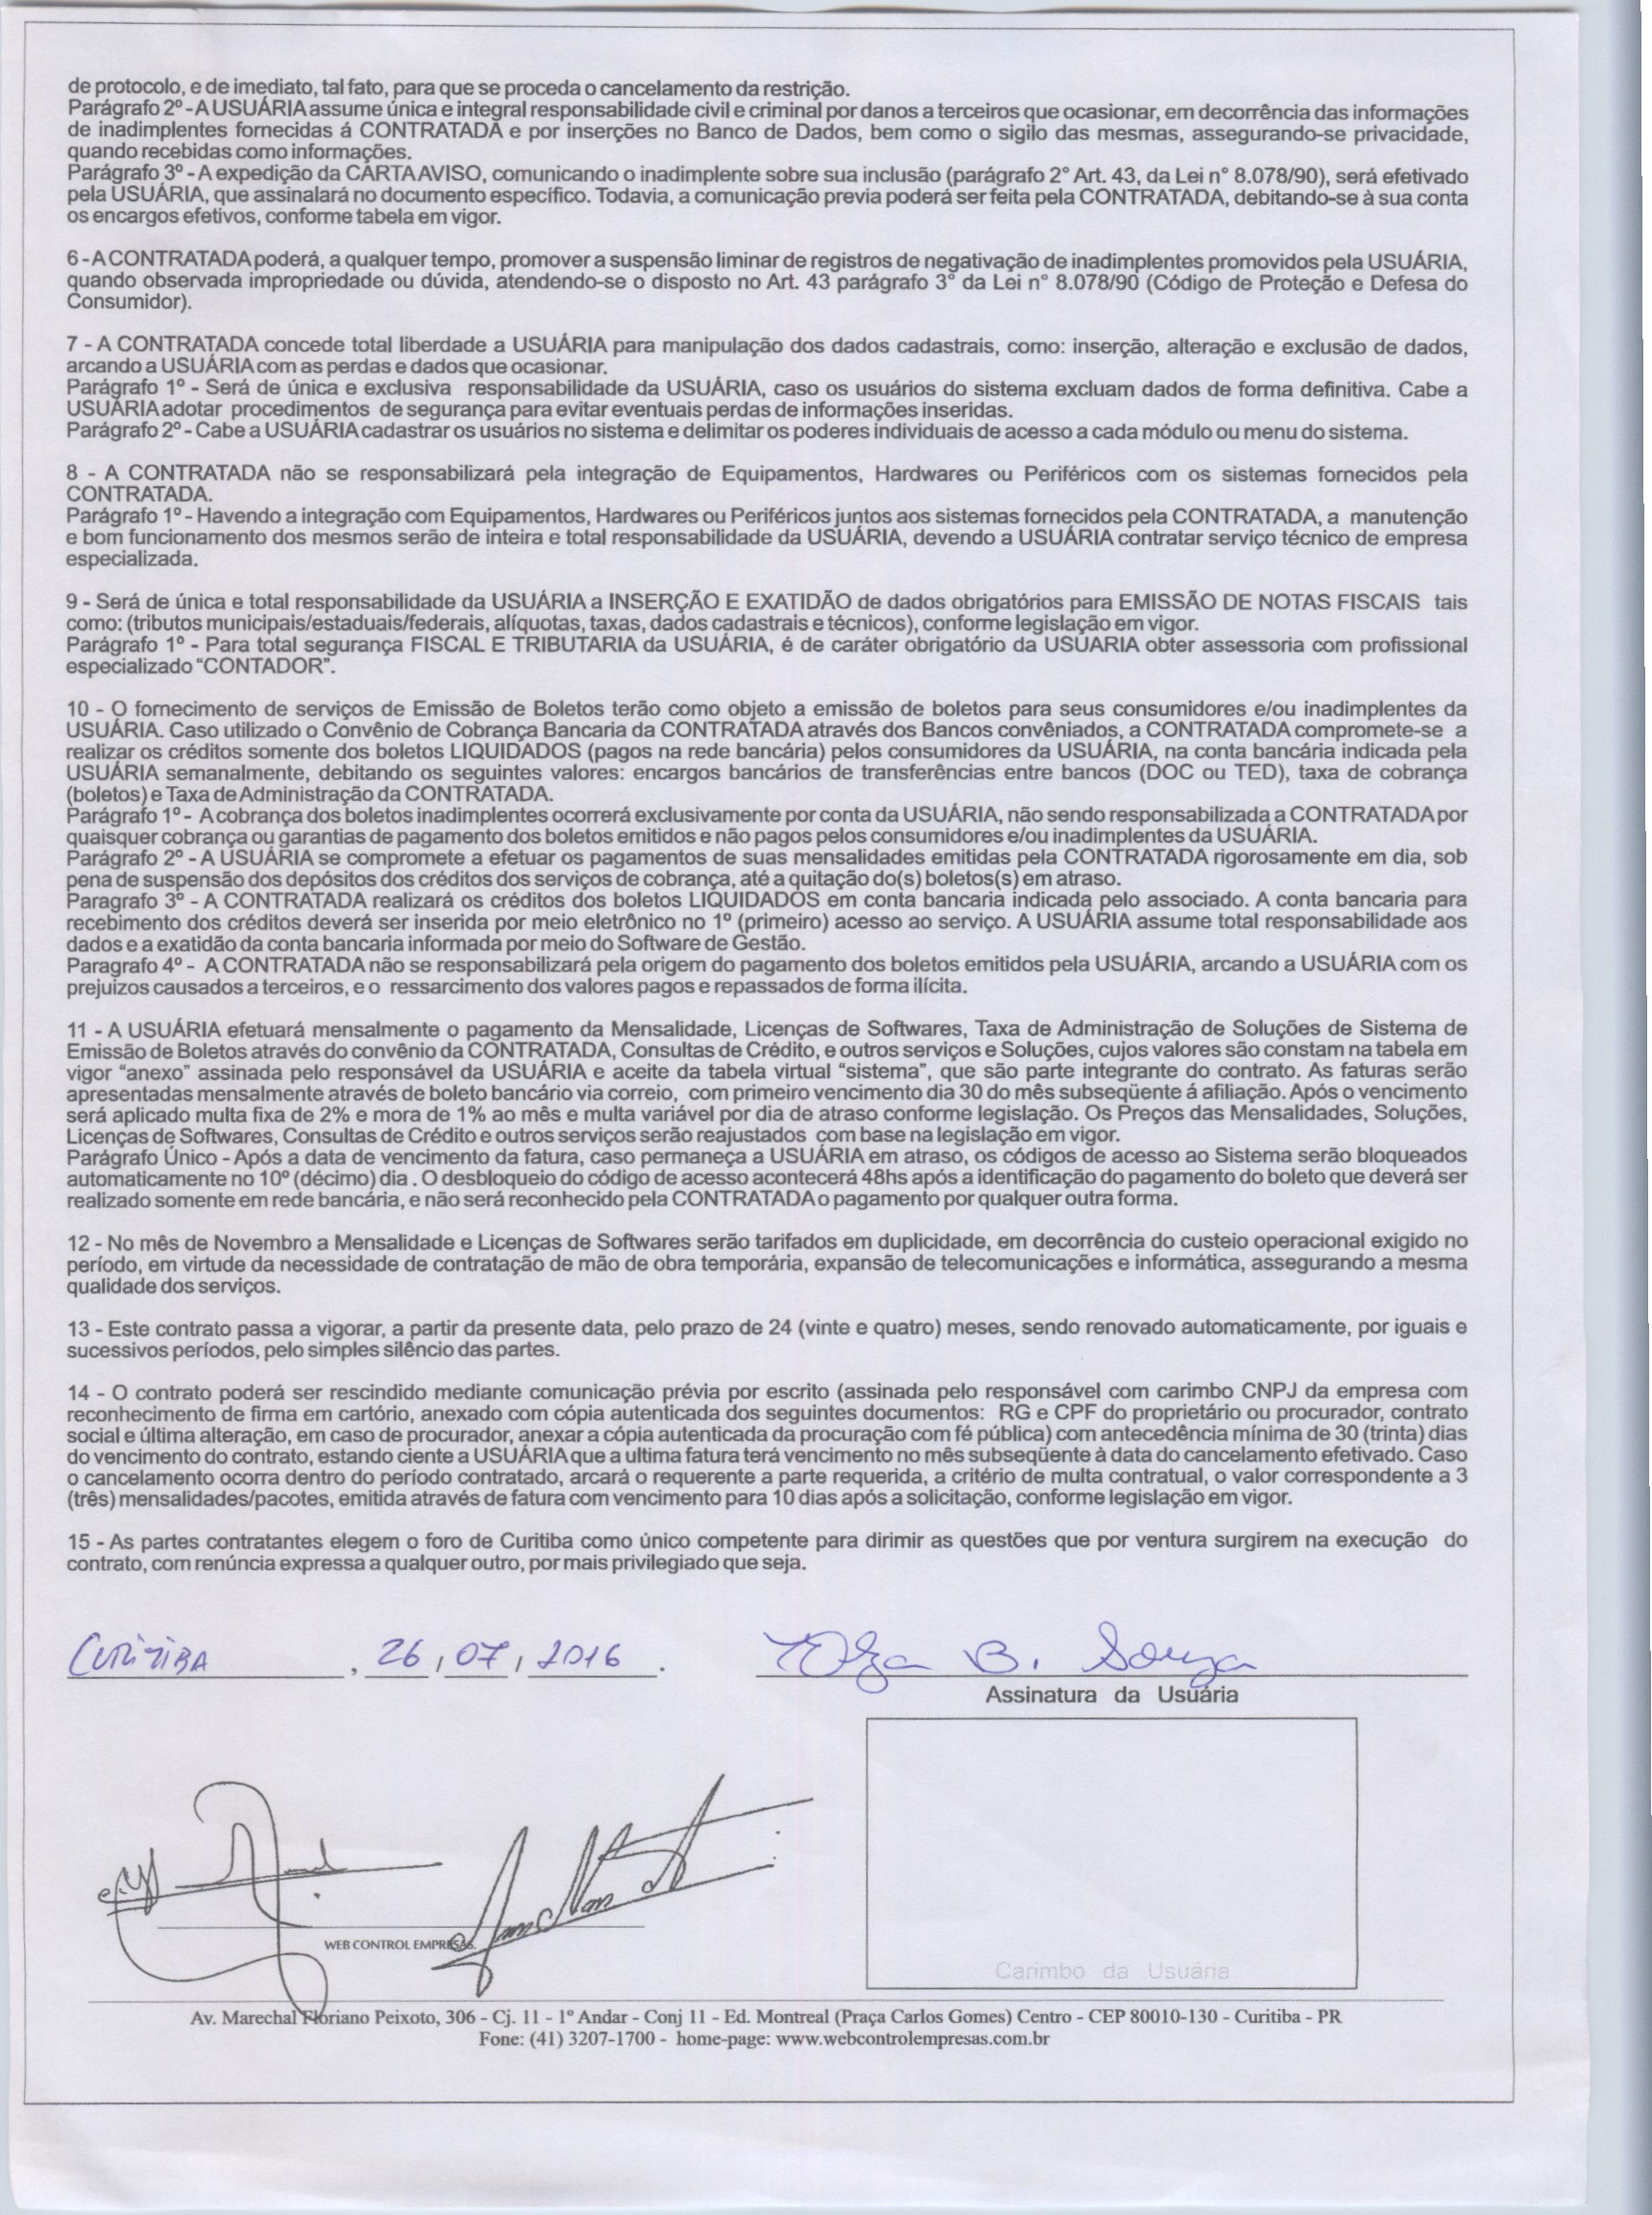 de protocolo, e de imediato, tal fato, para que se proceda o cancelamento da restrição.
Parágrafo 2º - A USUÁRIA assume única e integral responsabilidade civil e criminal por danos a terceiros que ocasionar, em decorrência das informações
de inadimplentes fornecidas á CONTRATADA e por inserções no Banco de Dados, bem como o sigilo das mesmas, assegurando-se privacidade,
quando recebidas como informações.
Parágrafo 3º - A expedição da CARTA AVISO, comunicando o inadimplente sobre sua inclusão (parágrafo 2° Art. 43, da Lei n° 8.078/90), será efetivado
pela USUÁRIA, que assinalará no documento específico. Todavia, a comunicação previa poderá ser feita pela CONTRATADA, debitando-se à sua conta
os encargos efetivos, conforme tabela em vigor.
6 - A CONTRATADA poderá, a qualquer tempo, promover a suspensão liminar de registros de negativação de inadimplentes promovidos pela USUÁRIA,
quando observada impropriedade ou dúvida, atendendo-se o disposto no Art. 43 parágrafo 3° da Lei n° 8.078/90 (Código de Proteção e Defesa do
Consumidor).
7 - A CONTRATADA concede total liberdade a USUÁRIA para manipulação dos dados cadastrais, como: inserção, alteração e exclusão de dados,
arcando a USUÁRIA com as perdas e dados que ocasionar.
Parágrafo 1º - Será de única e exclusiva responsabilidade da USUÁRIA, caso os usuários do sistema excluam dados de forma definitiva. Cabe a
USUÁRIA adotar procedimentos de segurança para evitar eventuais perdas de informações inseridas.
Parágrafo 2º - Cabe a USUÁRIA cadastrar os usuários no sistema e delimitar os poderes individuais de acesso a cada módulo ou menu do sistema.
8 - A CONTRATADA não se responsabilizará pela integração de Equipamentos, Hardwares ou Periféricos com os sistemas fornecidos pela
CONTRATADA.
Parágrafo 1º - Havendo a integração com Equipamentos, Hardwares ou Periféricos juntos aos sistemas fornecidos pela CONTRATADA, a manutenção
e bom funcionamento dos mesmos serão de inteira e total responsabilidade da USUÁRIA, devendo a USUÁRIA contratar serviço técnico de empresa
especializada.
9 - Será de única e total responsabilidade da USUÁRIA a INSERÇÃO E EXATIDÃO de dados obrigatórios para EMISSÃO DE NOTAS FISCAIS tais
como: (tributos municipais/estaduais/federais, alíquotas, taxas, dados cadastrais e técnicos), conforme legislação em vigor.
Parágrafo 1º - Para total segurança FISCAL E TRIBUTARIA da USUÁRIA, é de caráter obrigatório da USUARIA obter assessoria com profissional
especializado “CONTADOR”.
10 - O fornecimento de serviços de Emissão de Boletos terão como objeto a emissão de boletos para seus consumidores e/ou inadimplentes da
USUÁRIA. Caso utilizado o Convênio de Cobrança Bancaria da CONTRATADA através dos Bancos convêniados, a CONTRATADA compromete-se a
realizar os créditos somente dos boletos LIQUIDADOS (pagos na rede bancária) pelos consumidores da USUÁRIA, na conta bancária indicada pela
USUÁRIA semanalmente, debitando os seguintes valores: encargos bancários de transferências entre bancos (DOC ou TED), taxa de cobrança
(boletos) e Taxa de Administração da CONTRATADA.
Parágrafo 1º - A cobrança dos boletos inadimplentes ocorrerá exclusivamente por conta da USUÁRIA, não sendo responsabilizada a CONTRATADA por
quaisquer cobrança ou garantias de pagamento dos boletos emitidos e não pagos pelos consumidores e/ou inadimplentes da USUÁRIA.
Parágrafo 2º - A USUÁRIA se compromete a efetuar os pagamentos de suas mensalidades emitidas pela CONTRATADA rigorosamente em dia, sob
pena de suspensão dos depósitos dos créditos dos serviços de cobrança, até a quitação do(s) boletos(s) em atraso.
Paragrafo 3º - A CONTRATADA realizará os créditos dos boletos LIQUIDADOS em conta bancaria indicada pelo associado. A conta bancaria para
recebimento dos créditos deverá ser inserida por meio eletrônico no 1º (primeiro) acesso ao serviço. A USUÁRIA assume total responsabilidade aos
dados e a exatidão da conta bancaria informada por meio do Software de Gestão.
Paragrafo 4º - A CONTRATADA não se responsabilizará pela origem do pagamento dos boletos emitidos pela USUÁRIA, arcando a USUÁRIA com os
prejuizos causados a terceiros, e o ressarcimento dos valores pagos e repassados de forma ilícita.
11 - A USUÁRIA efetuará mensalmente o pagamento da Mensalidade, Licenças de Softwares, Taxa de Administração de Soluções de Sistema de
Emissão de Boletos através do convênio da CONTRATADA, Consultas de Crédito, e outros serviços e Soluções, cujos valores são constam na tabela em
vigor “anexo” assinada pelo responsável da USUÁRIA e aceite da tabela virtual “sistema”, que são parte integrante do contrato. As faturas serão
apresentadas mensalmente através de boleto bancário via correio, com primeiro vencimento dia 30 do mês subseqüente á afiliação. Após o vencimento
será aplicado multa fixa de 2% e mora de 1% ao mês e multa variável por dia de atraso conforme legislação. Os Preços das Mensalidades, Soluções,
Licenças de Softwares, Consultas de Crédito e outros serviços serão reajustados com base na legislação em vigor.
Parágrafo Único - Após a data de vencimento da fatura, caso permaneça a USUÁRIA em atraso, os códigos de acesso ao Sistema serão bloqueados
automaticamente no 10º (décimo) dia . O desbloqueio do código de acesso acontecerá 48hs após a identificação do pagamento do boleto que deverá ser
realizado somente em rede bancária, e não será reconhecido pela CONTRATADA o pagamento por qualquer outra forma.
12 - No mês de Novembro a Mensalidade e Licenças de Softwares serão tarifados em duplicidade, em decorrência do custeio operacional exigido no
período, em virtude da necessidade de contratação de mão de obra temporária, expansão de telecomunicações e informática, assegurando a mesma
qualidade dos serviços.
13 - Este contrato passa a vigorar, a partir da presente data, pelo prazo de 24 (vinte e quatro) meses, sendo renovado automaticamente, por iguais e
sucessivos períodos, pelo simples silêncio das partes.
14 - O contrato poderá ser rescindido mediante comunicação prévia por escrito (assinada pelo responsável com carimbo CNPJ da empresa com
reconhecimento de firma em cartório, anexado com cópia autenticada dos seguintes documentos: RG e CPF do proprietário ou procurador, contrato
social e última alteração, em caso de procurador, anexar a cópia autenticada da procuração com fé pública) com antecedência mínima de 30 (trinta) dias
do vencimento do contrato, estando ciente a USUÁRIA que a ultima fatura terá vencimento no mês subseqüente à data do cancelamento efetivado. Caso
o cancelamento ocorra dentro do período contratado, arcará o requerente a parte requerida, a critério de multa contratual, o valor correspondente a 3
(três) mensalidades/pacotes, emitida através de fatura com vencimento para 10 dias após a solicitação, conforme legislação em vigor.
15 - As partes contratantes elegem o foro de Curitiba como único competente para dirimir as questões que por ventura surgirem na execução do
contrato, com renúncia expressa a qualquer outro, por mais privilegiado que seja.
CURITIBA, 26, 07, 2016. B. Souza
Assinatura da Usuária
WEB CONTROL EMPRESAS.
Carimbo da Usuária
Av. Marechal Floriano Peixoto, 306 - Cj. 11 - 1º Andar - Conj 11 - Ed. Montreal (Praça Carlos Gomes) Centro - CEP 80010-130 - Curitiba - PR
Fone: (41) 3207-1700 - home-page: www.webcontrolempresas.com.br